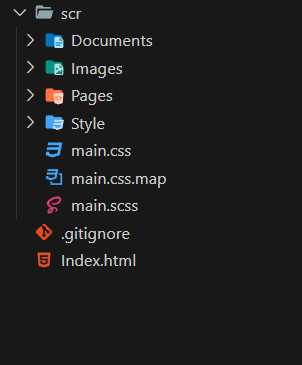 scr
Documents
Images
Pages
Style
main.css
main.css.map
main.scss
.gitignore
Index.html